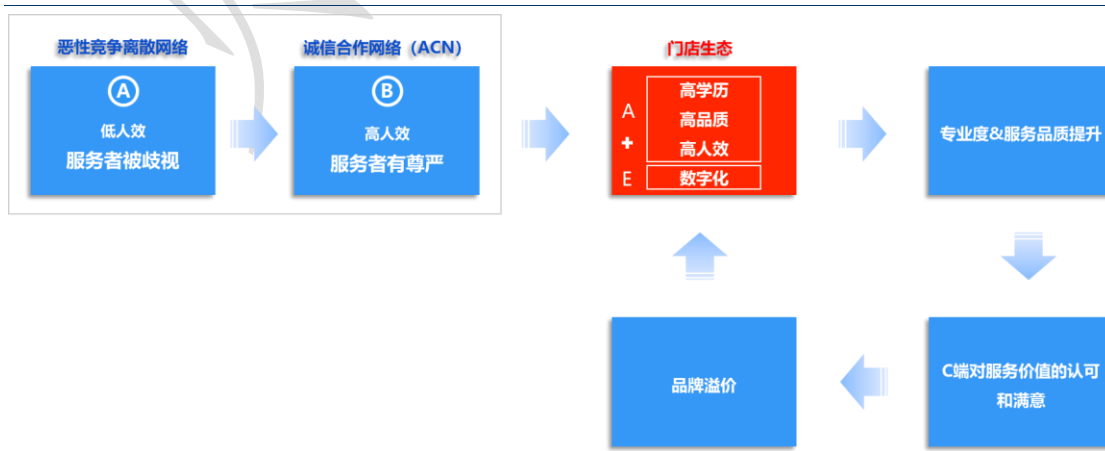 恶性竞争离散网络
A
低人效
服务者被歧视
诚信合作网络（ACN）
B
高人效
服务者有尊严
门店生态
A
+
E
高学历
高品质
高人效
数字化
专业度&服务品质提升
C端对服务价值的认可
和满意
品牌溢价